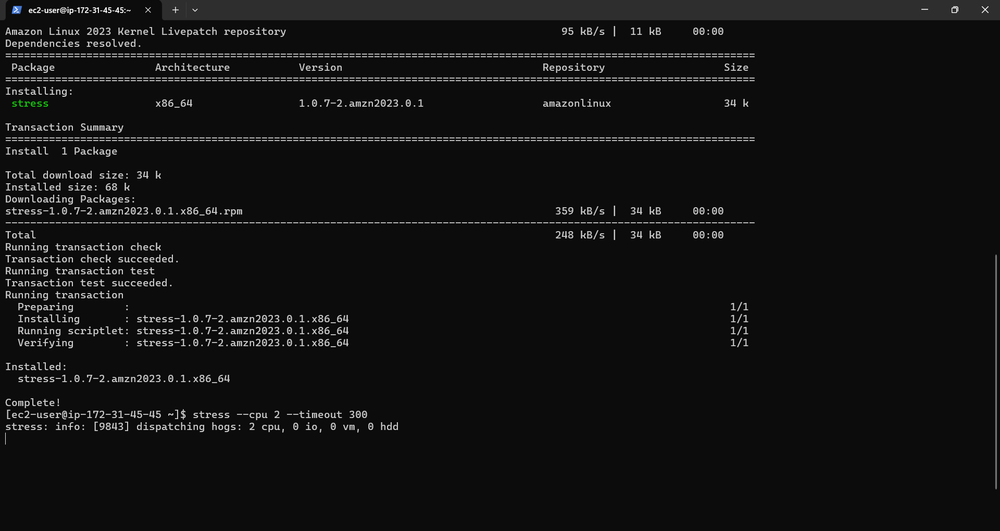 ec2-user@ip-172-31-45-45:~
Amazon Linux 2023 Kernel Livepatch repository 95 kB/s | 11 kB 00:00
Dependencies resolved.
========================================================================================================================
Package Architecture Version Repository Size
========================================================================================================================
Installing:
stress x86_64 1.0.7-2.amzn2023.0.1 amazonlinux 34 k
Transaction Summary
========================================================================================================================
Install 1 Package
Total download size: 34 k
Installed size: 68 k
Downloading Packages:
stress-1.0.7-2.amzn2023.0.1.x86_64.rpm 359 kB/s | 34 kB 00:00
------------------------------------------------------------------------------------------------------------------------
Total 248 kB/s | 34 kB 00:00
Running transaction check
Transaction check succeeded.
Running transaction test
Transaction test succeeded.
Running transaction
Preparing : 1/1
Installing : stress-1.0.7-2.amzn2023.0.1.x86_64 1/1
Running scriptlet: stress-1.0.7-2.amzn2023.0.1.x86_64 1/1
Verifying : stress-1.0.7-2.amzn2023.0.1.x86_64 1/1
Installed:
stress-1.0.7-2.amzn2023.0.1.x86_64
Complete!
[ec2-user@ip-172-31-45-45 ~]$ stress --cpu 2 --timeout 300
stress: info: [9843] dispatching hogs: 2 cpu, 0 io, 0 vm, 0 hdd